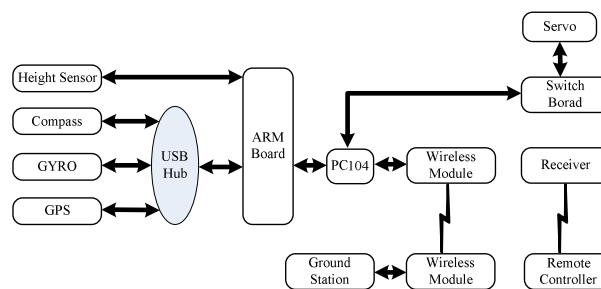 Servo
Height Sensor
Switch
Borad
Compass
ARM
Board
USB
Hub
GYRO
PC104
Wireless
Module
Receiver
GPS
Ground
Station
Wireless
Module
Remote
Controller